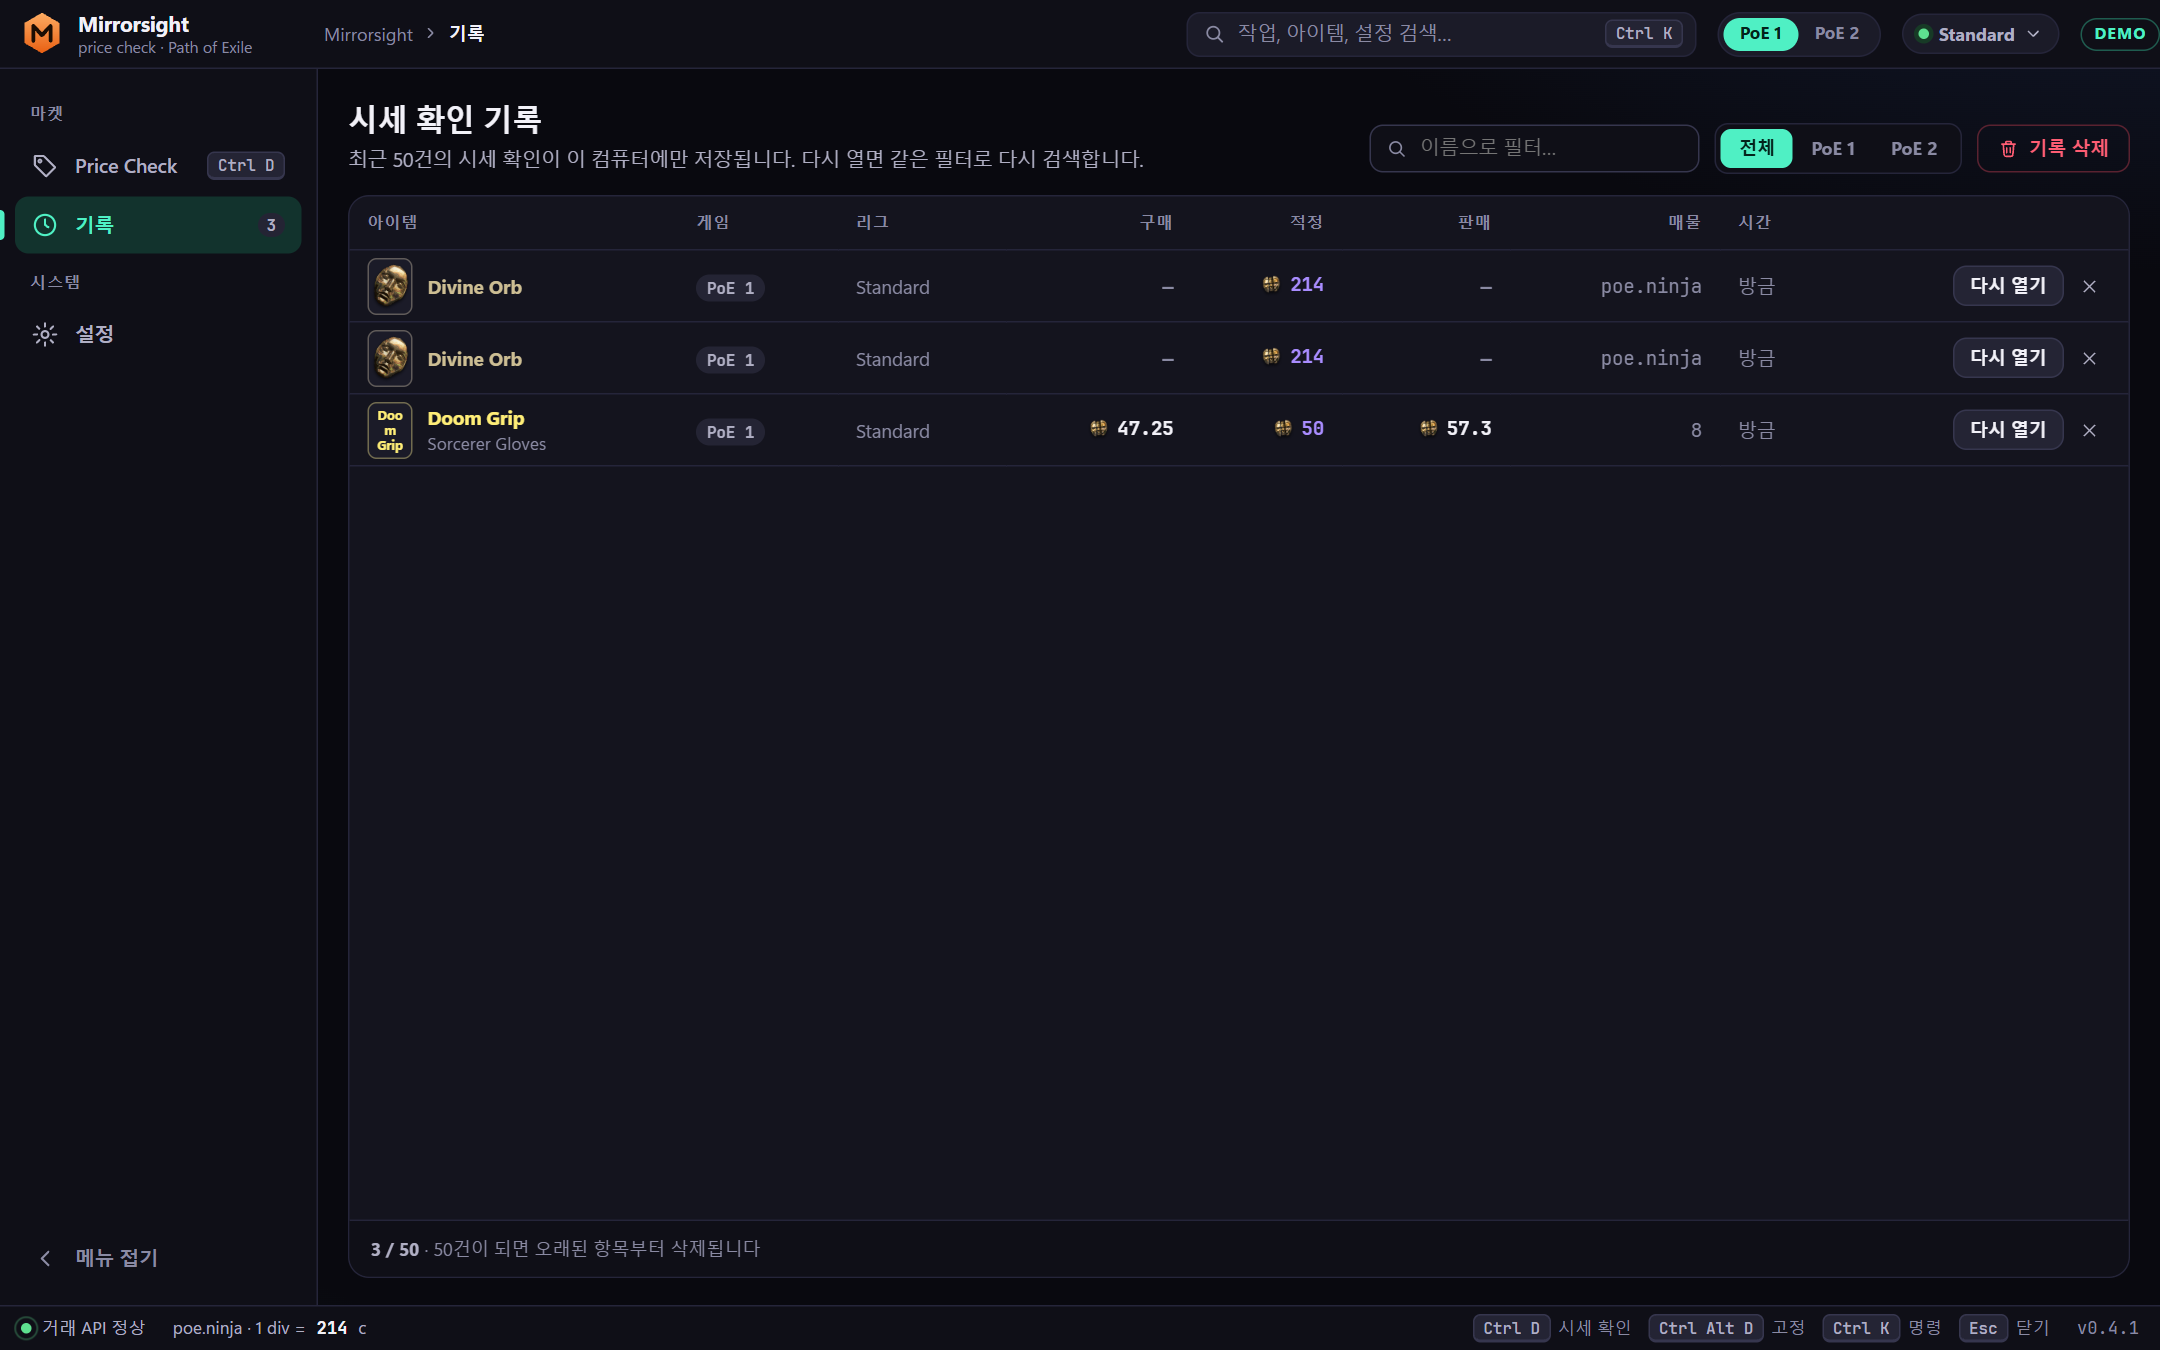 Mirrorsight
price check · Path of Exile
Mirrorsight > 기록
작업, 아이템, 설정 검색... Ctrl K
PoE 1 PoE 2
Standard
DEMO
마켓
Price Check Ctrl D
기록 3
시스템
설정
시세 확인 기록
최근 50건의 시세 확인이 이 컴퓨터에만 저장됩니다. 다시 열면 같은 필터로 다시 검색합니다.
이름으로 필터...
전체 PoE 1 PoE 2
기록 삭제
아이템 게임 리그 구매 적정 판매 매물 시간
Divine Orb PoE 1 Standard — 214 — poe.ninja 방금 다시 열기
Divine Orb PoE 1 Standard — 214 — poe.ninja 방금 다시 열기
Doo
m
Grip
Doom Grip
Sorcerer Gloves
PoE 1 Standard 47.25 50 57.3 8 방금 다시 열기
3 / 50 · 50건이 되면 오래된 항목부터 삭제됩니다
메뉴 접기
거래 API 정상 poe.ninja · 1 div = 214 c
Ctrl D 시세 확인 Ctrl Alt D 고정 Ctrl K 명령 Esc 닫기 v0.4.1